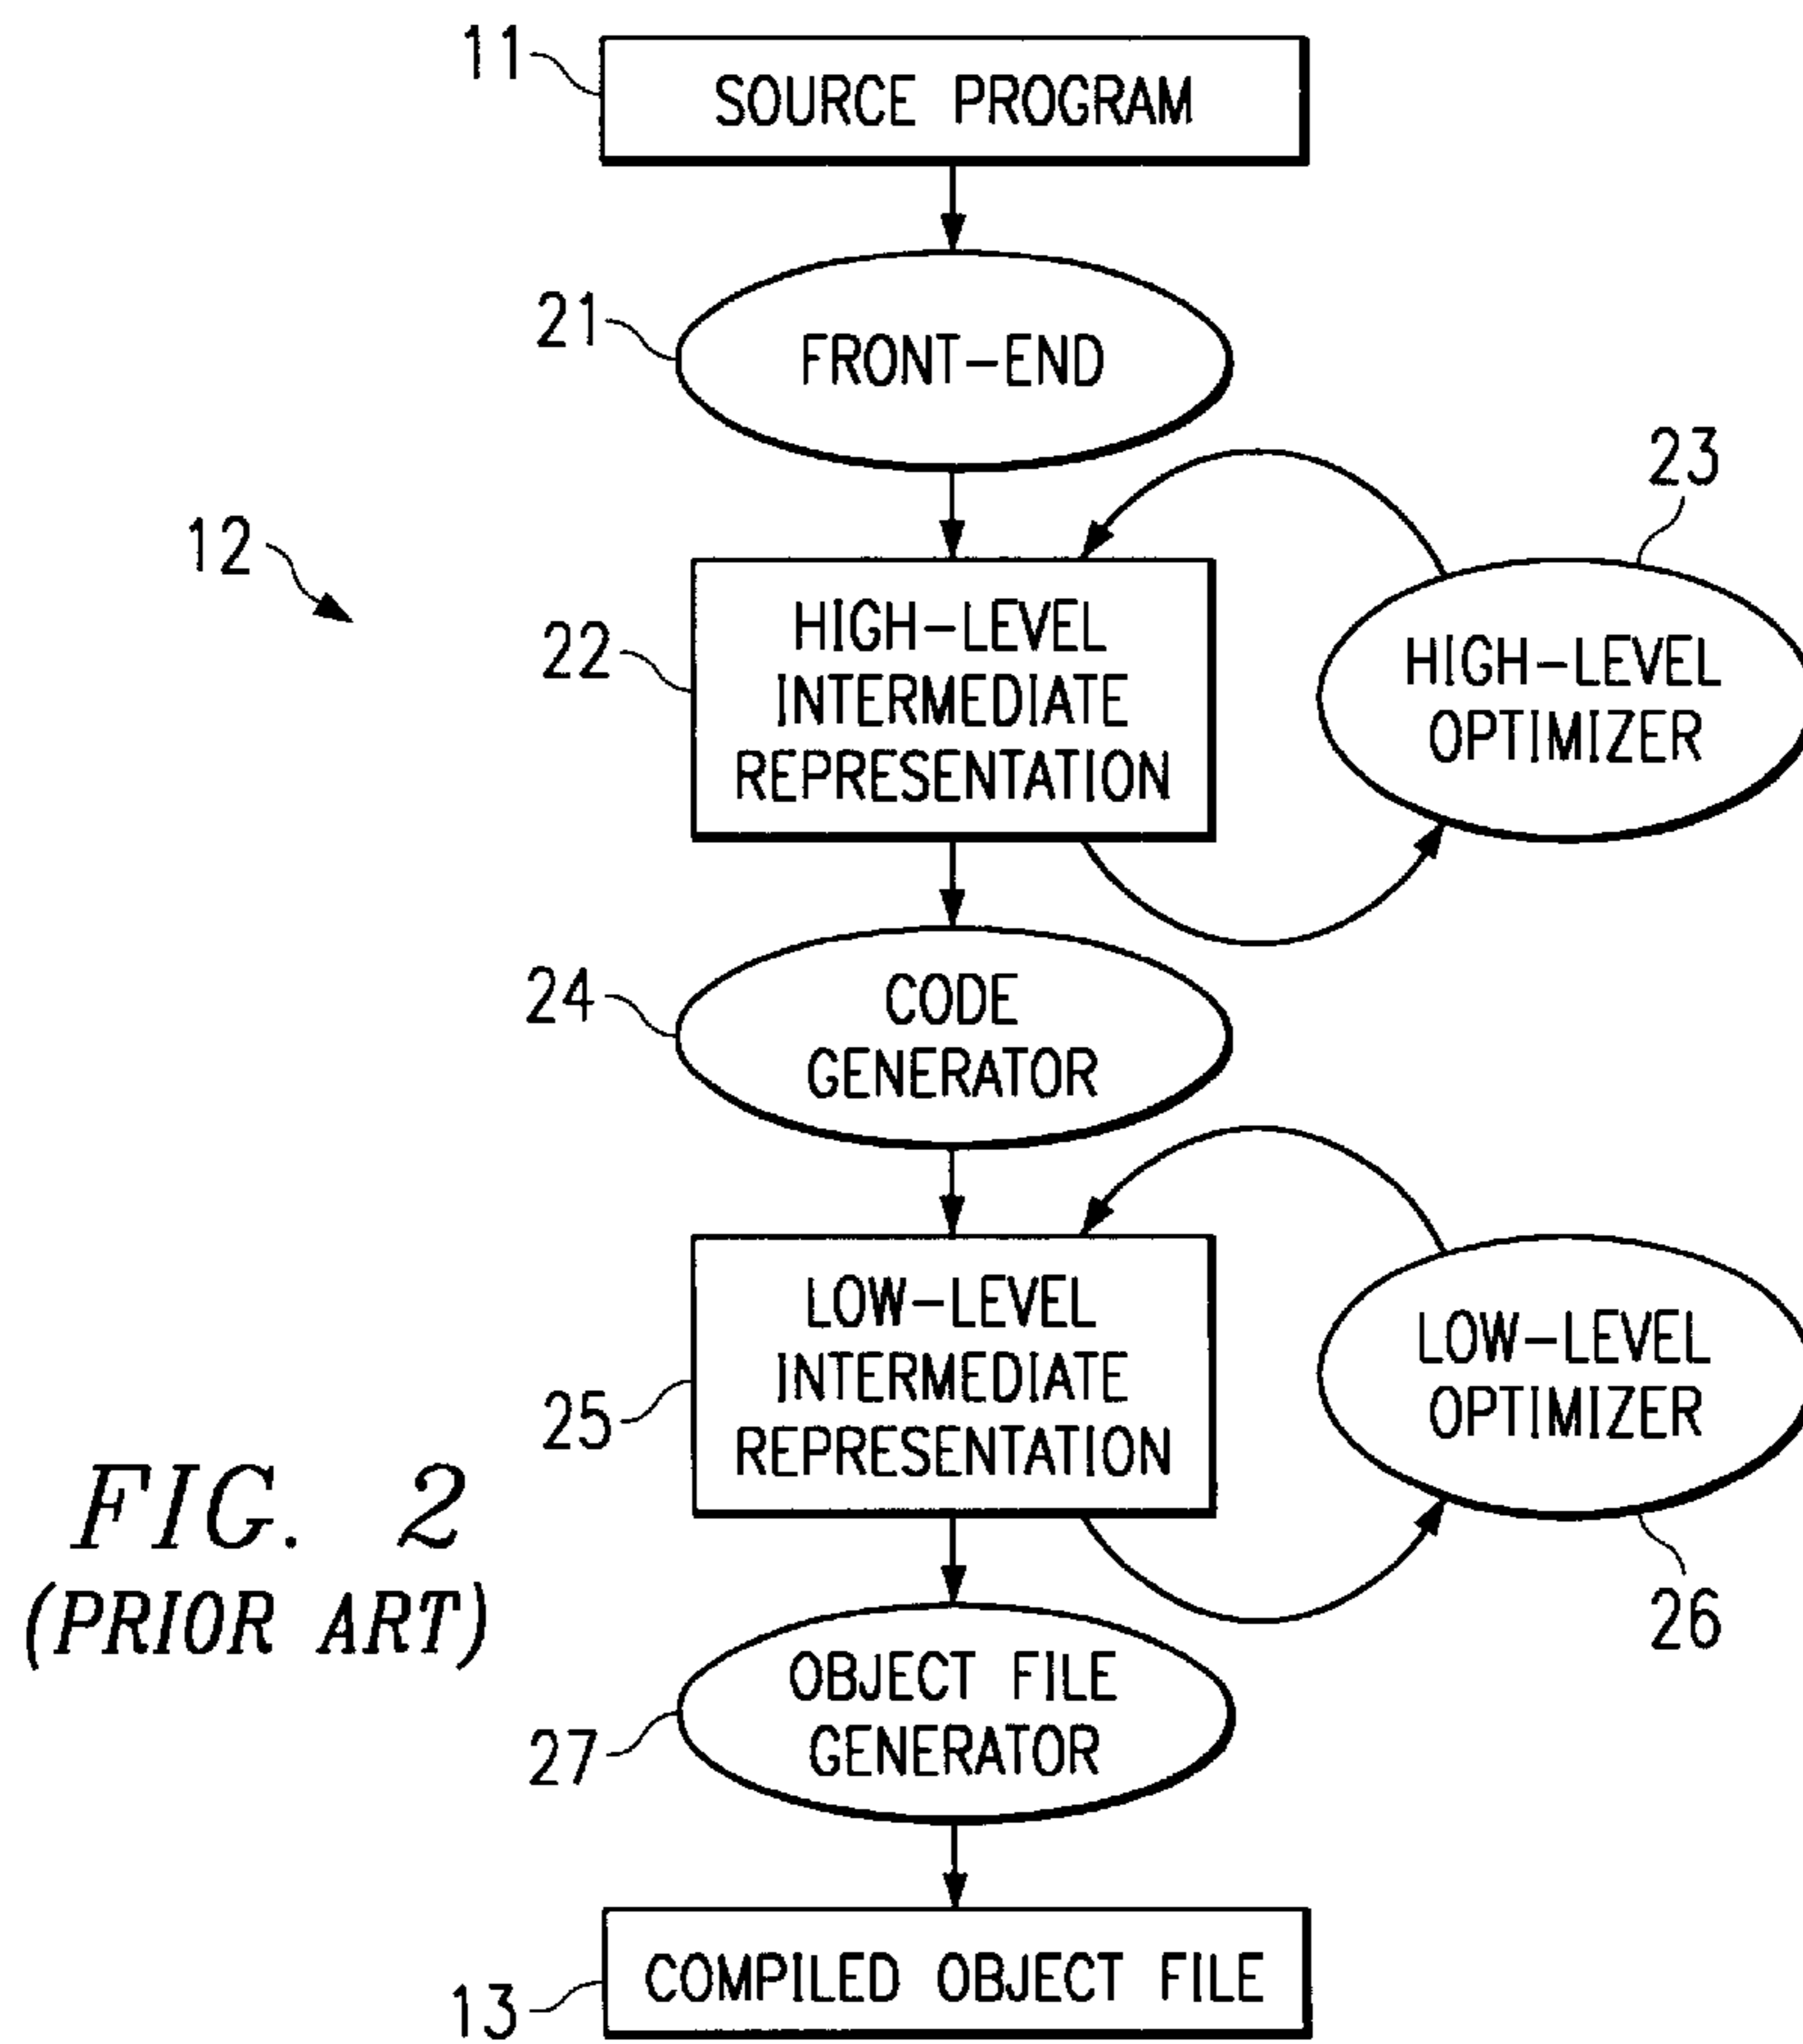 11
SOURCE PROGRAM
21
FRONT-END
23
12
22
HIGH-LEVEL
INTERMEDIATE
REPRESENTATION
HIGH-LEVEL
OPTIMIZER
24
CODE
GENERATOR
25
LOW-LEVEL
INTERMEDIATE
REPRESENTATION
LOW-LEVEL
OPTIMIZER
26
FIG. 2
(PRIOR ART)
27
OBJECT FILE
GENERATOR
13
COMPILED OBJECT FILE